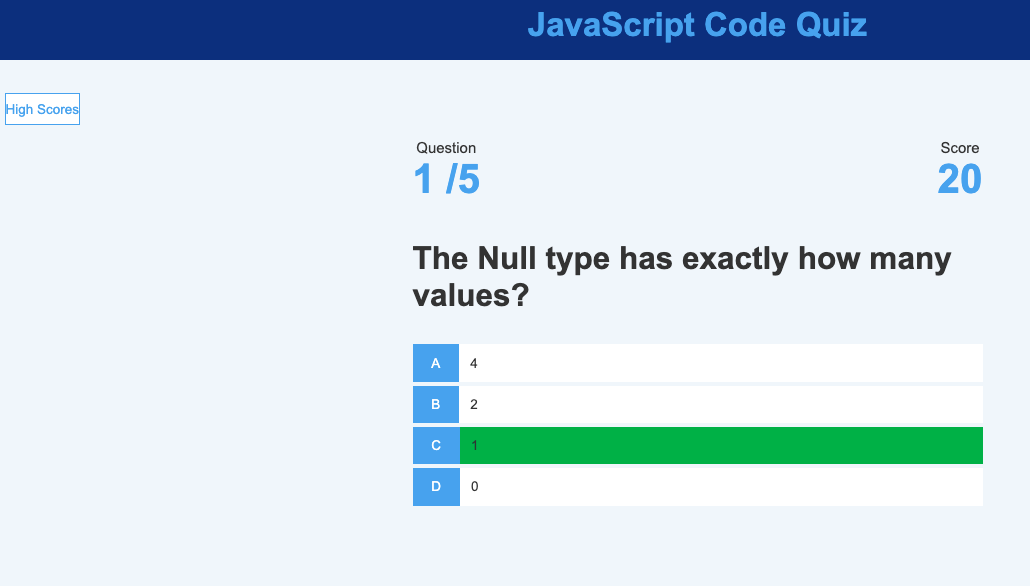 JavaScript Code Quiz
High Scores
Question
1 /5
Score
20
The Null type has exactly how many
values?
A 4
B 2
C 1
D 0